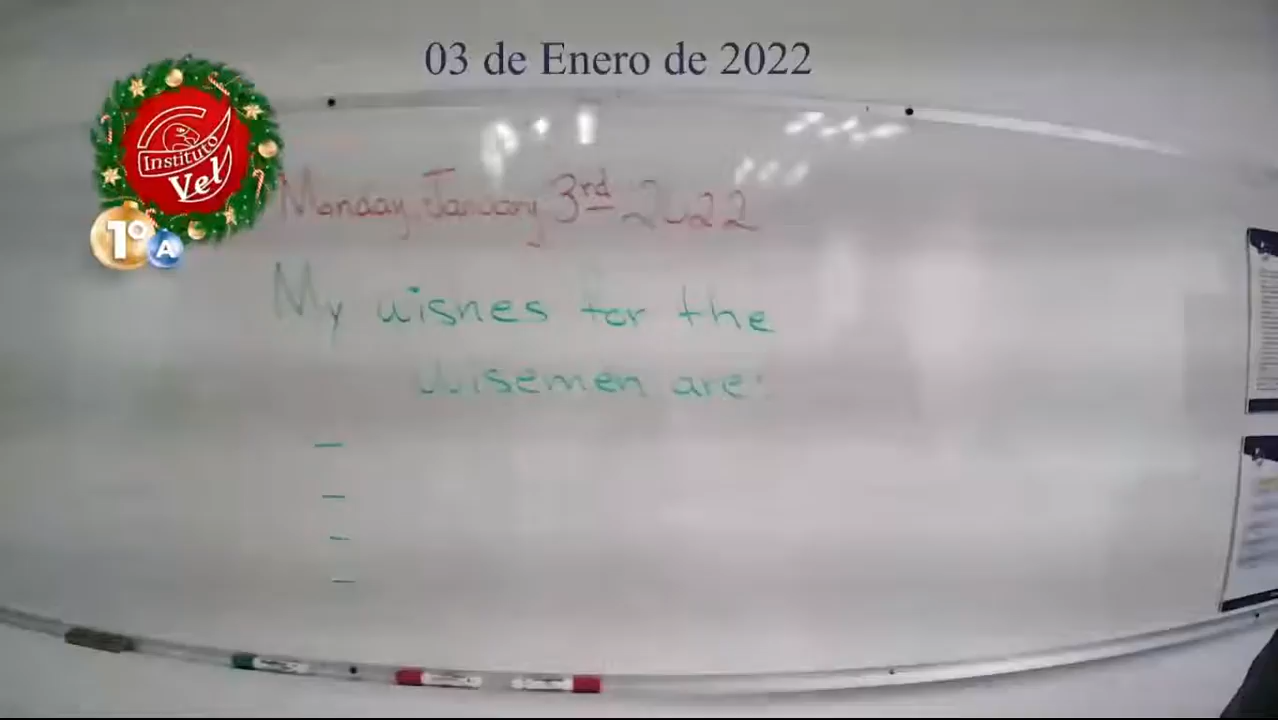 03 de Enero de 2022
Instituto
Vel
1° A
Monday, January 3rd 2022
My wishes for the
Wisemen are:
—
—
—
—